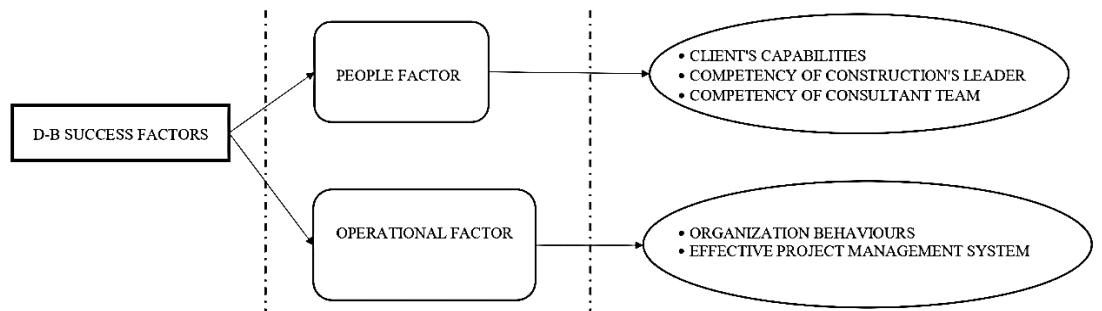 D-B SUCCESS FACTORS
PEOPLE FACTOR
• CLIENT'S CAPABILITIES
• COMPETENCY OF CONSTRUCTION'S LEADER
• COMPETENCY OF CONSULTANT TEAM
OPERATIONAL FACTOR
• ORGANIZATION BEHAVIOURS
• EFFECTIVE PROJECT MANAGEMENT SYSTEM